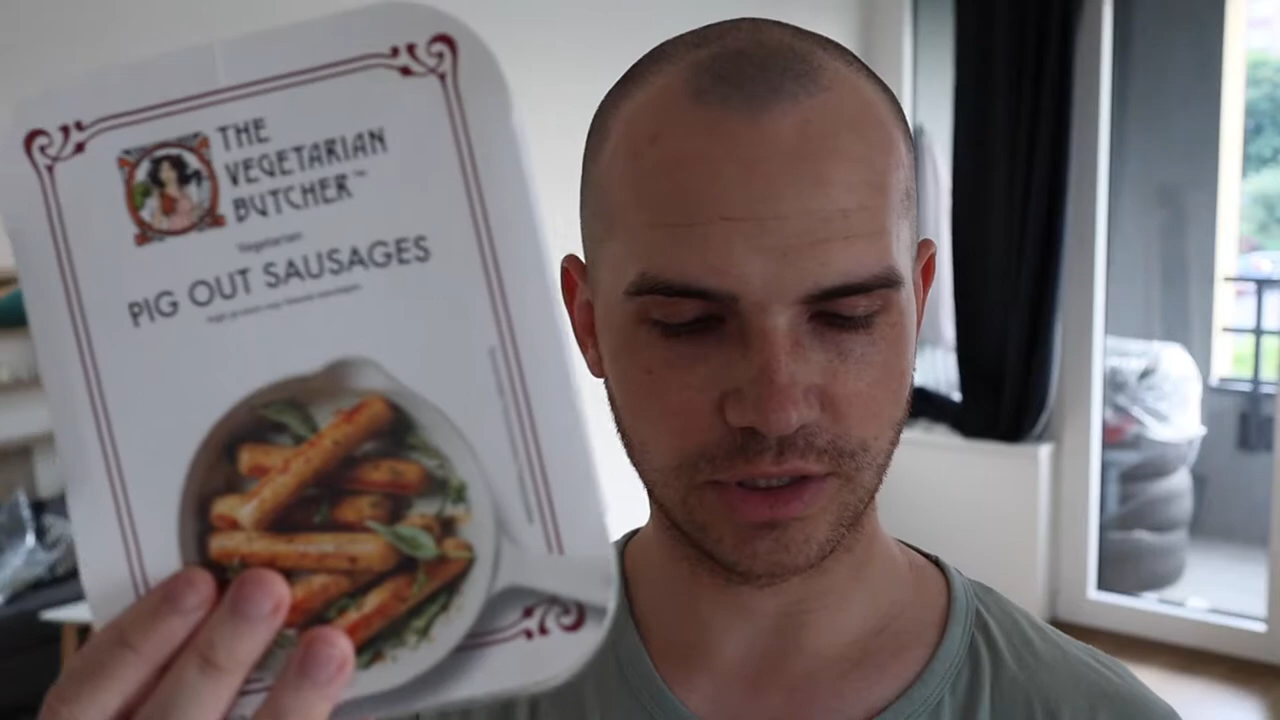 THE
VEGETARIAN
BUTCHER™
Vegetarian
PIG OUT SAUSAGES